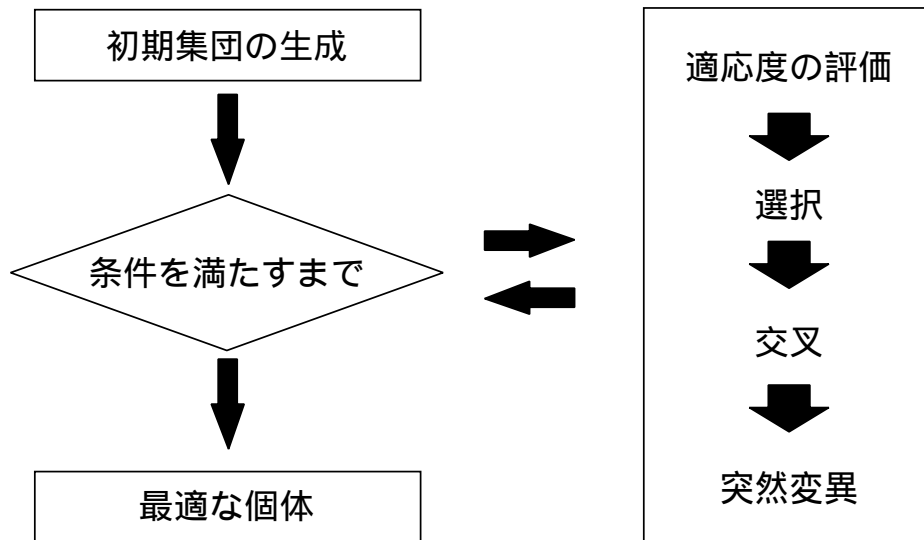 初期集団の生成
条件を満たすまで
最適な個体
適応度の評価
選択
交叉
突然変異